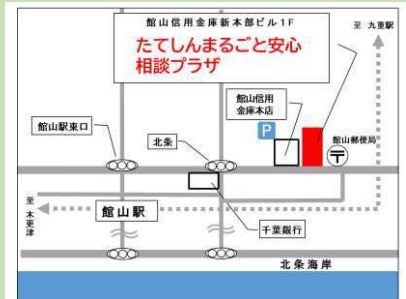 館山信用金庫新本部ビル1F
たてしんまるごと安心
相談プラザ
至 九重駅
館山信用
金庫本店
P
館山駅東口
北条
館山郵便局
〒
至 木更津
館山駅
千葉銀行
北条海岸